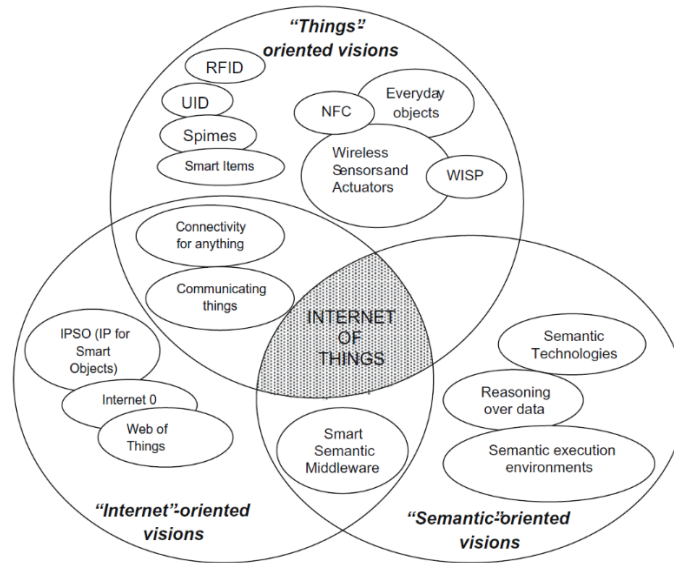 “Things”-
oriented visions
RFID
UID
Spimes
Smart Items
NFC
Everyday
objects
Wireless
Sensors and
Actuators
WISP
Connectivity
for anything
Communicating
things
INTERNET
OF
THINGS
IPSO (IP for
Smart
Objects)
Internet 0
Web of
Things
Semantic
Technologies
Reasoning
over data
Semantic execution
environments
Smart
Semantic
Middleware
“Internet”-oriented
visions
“Semantic”-oriented
visions